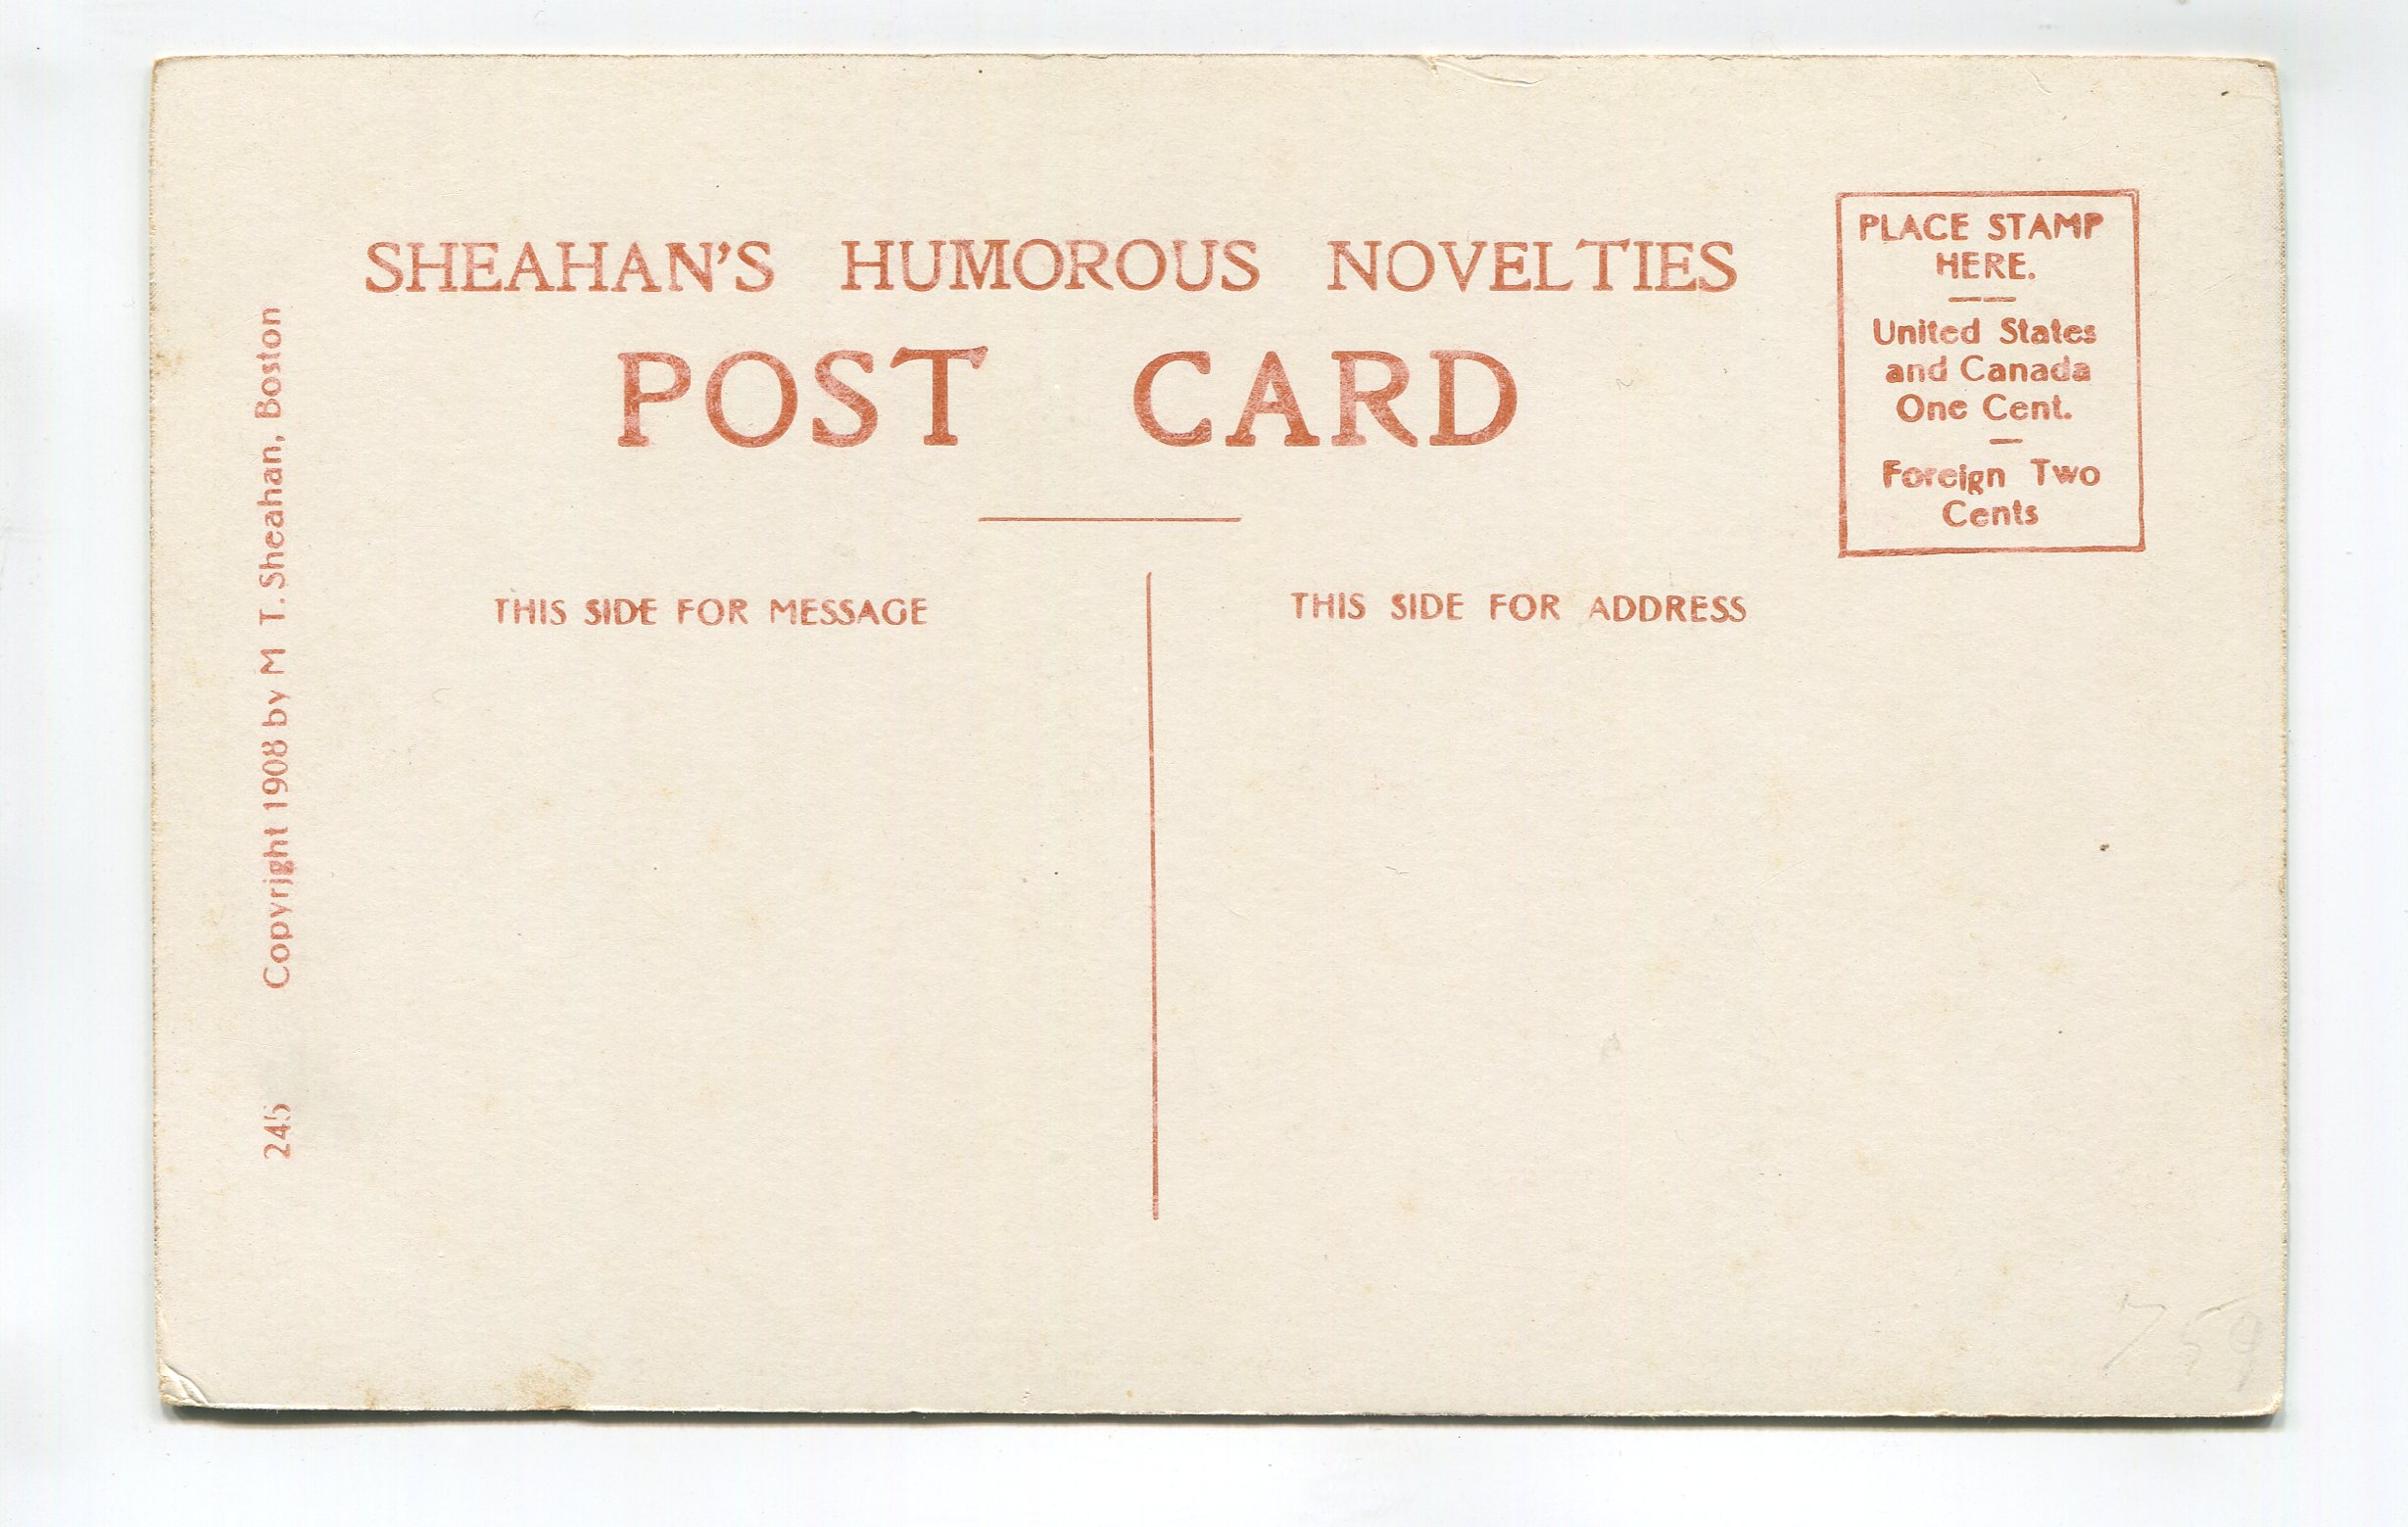 SHEAHAN'S HUMOROUS NOVELTIES
POST CARD
PLACE STAMP
HERE.
United States
and Canada
One Cent.
Foreign Two
Cents
THIS SIDE FOR MESSAGE
THIS SIDE FOR ADDRESS
245 Copyright 1908 by M T. Sheahan, Boston
759